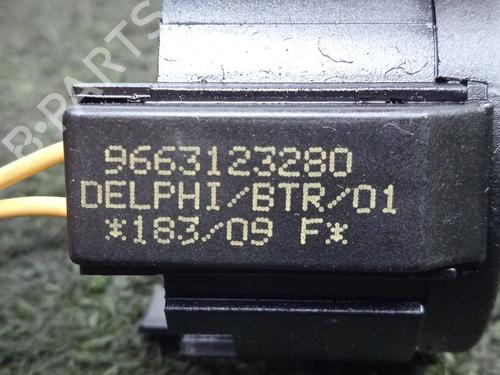 B-PARTS
9663123280
DELPHI/BTR/01
*183/09 F*